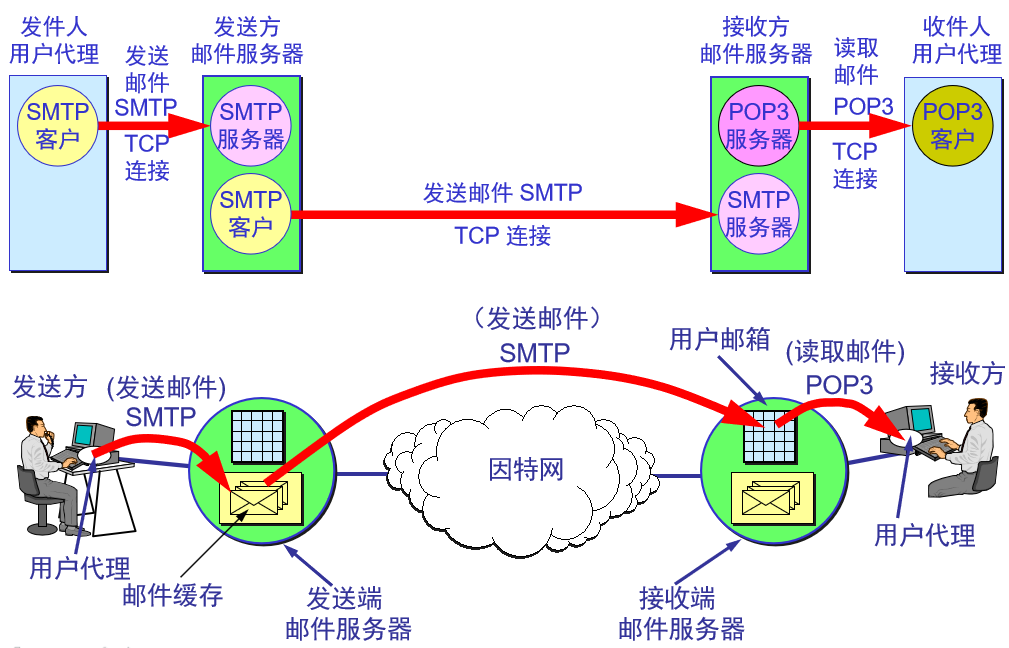 发件人
用户代理
发送方
邮件服务器
接收方
邮件服务器
收件人
用户代理
发送
邮件
SMTP
TCP
连接
读取
邮件
POP3
TCP
连接
SMTP
客户
SMTP
服务器
POP3
服务器
POP3
客户
SMTP
客户
SMTP
服务器
发送邮件 SMTP
TCP 连接
（发送邮件）
SMTP
用户邮箱
(读取邮件)
POP3
接收方
发送方
(发送邮件)
SMTP
因特网
用户代理
邮件缓存
发送端
邮件服务器
接收端
邮件服务器
用户代理